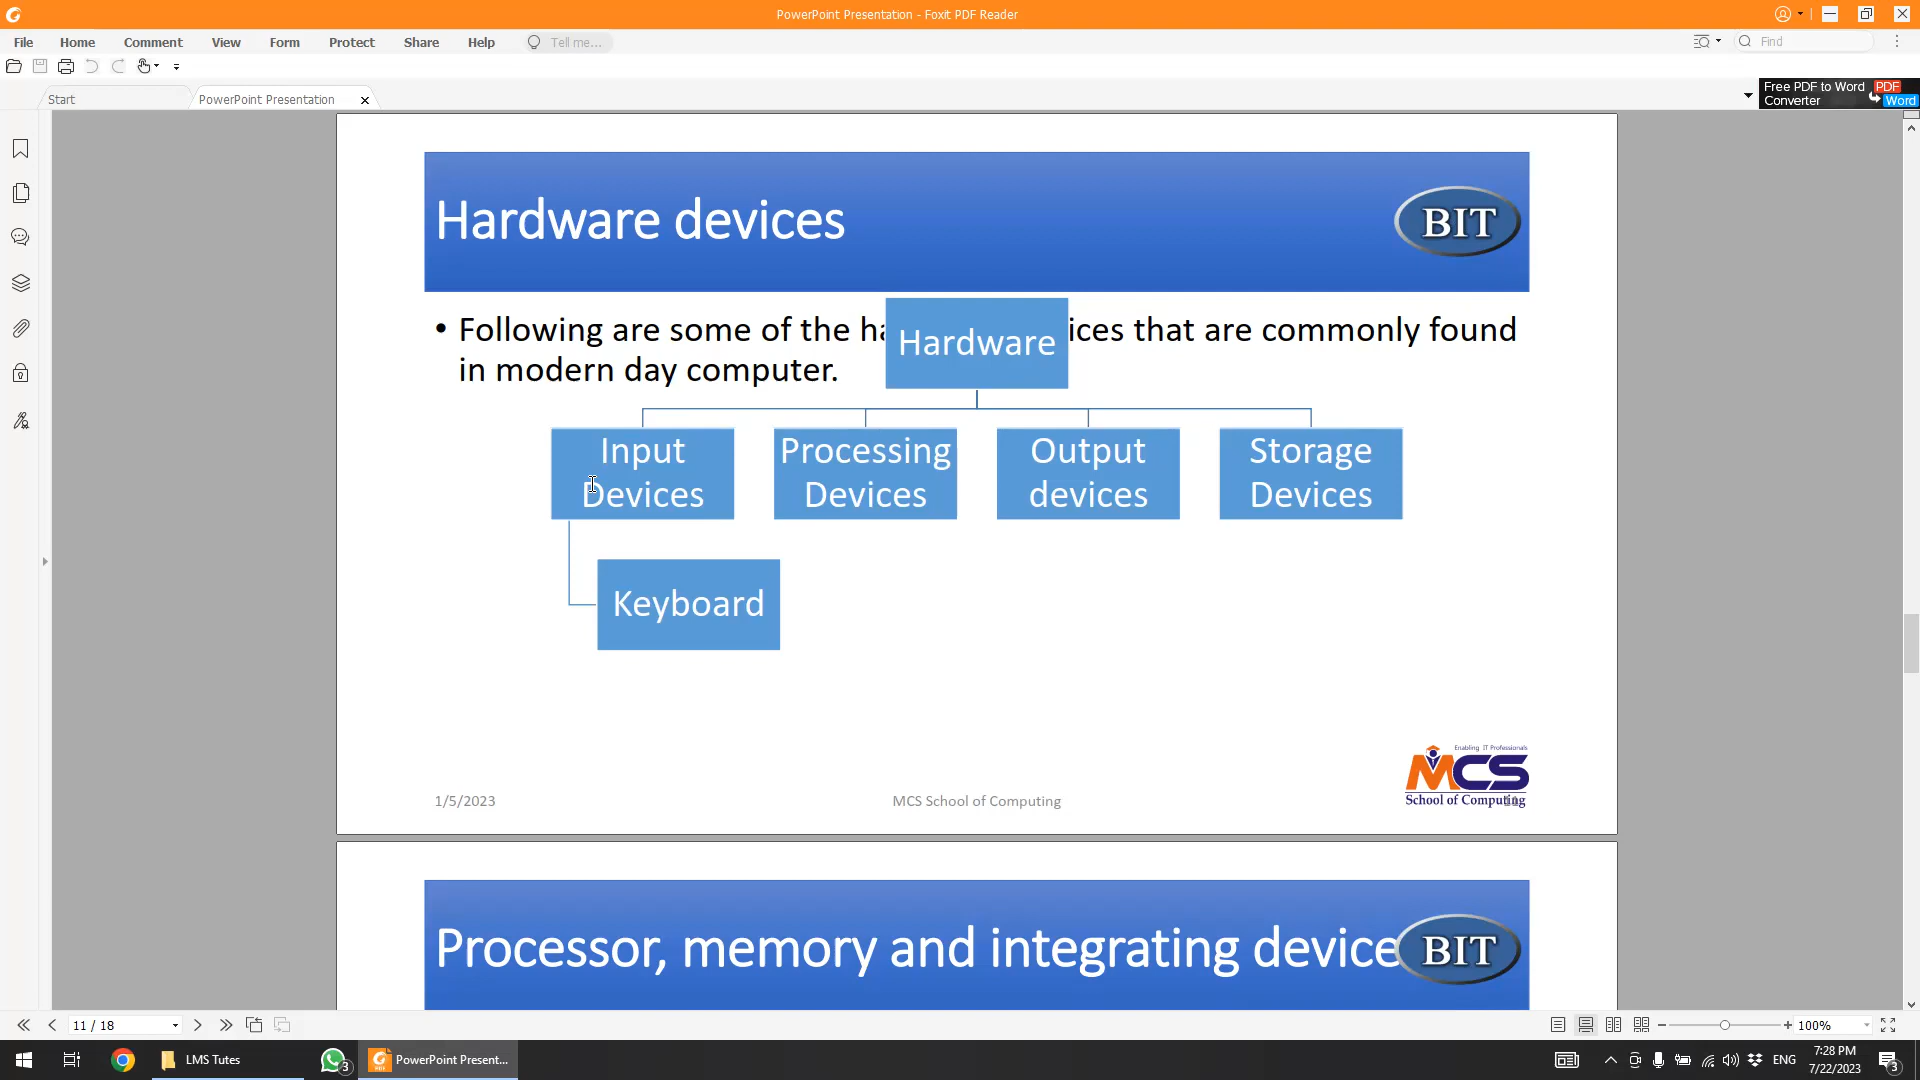 PowerPoint Presentation - Foxit PDF Reader
File Home Comment View Form Protect Share Help Tell me... Find
Start PowerPoint Presentation
Free PDF to Word Converter PDF Word
Hardware devices
BIT
• Following are some of the ha
ices that are commonly found
in modern day computer.
Hardware
Input Devices
Processing Devices
Output devices
Storage Devices
Keyboard
Enabling IT Professionals
MCS
School of Computing
1/5/2023
MCS School of Computing
11
Processor, memory and integrating device
BIT
11 / 18
100%
LMS Tutes
3
PowerPoint Present...
ENG
7:28 PM
7/22/2023
3